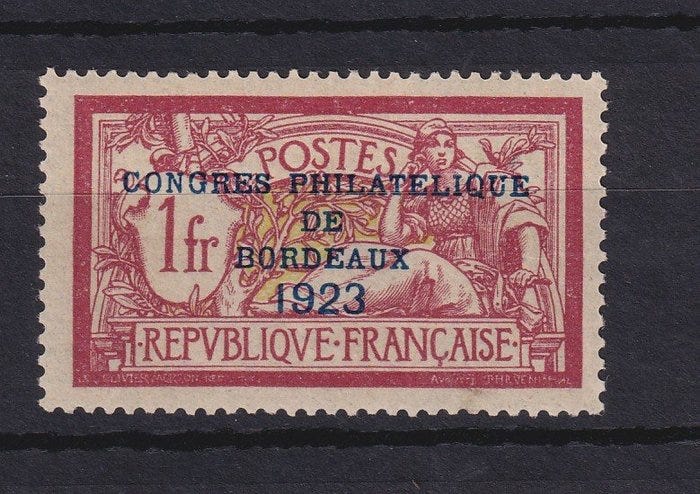 POSTES
CONGRES PHILATELIQUE
1fr
DE
BORDEAUX
1923
·REPVBLIQVE·FRANÇAISE·